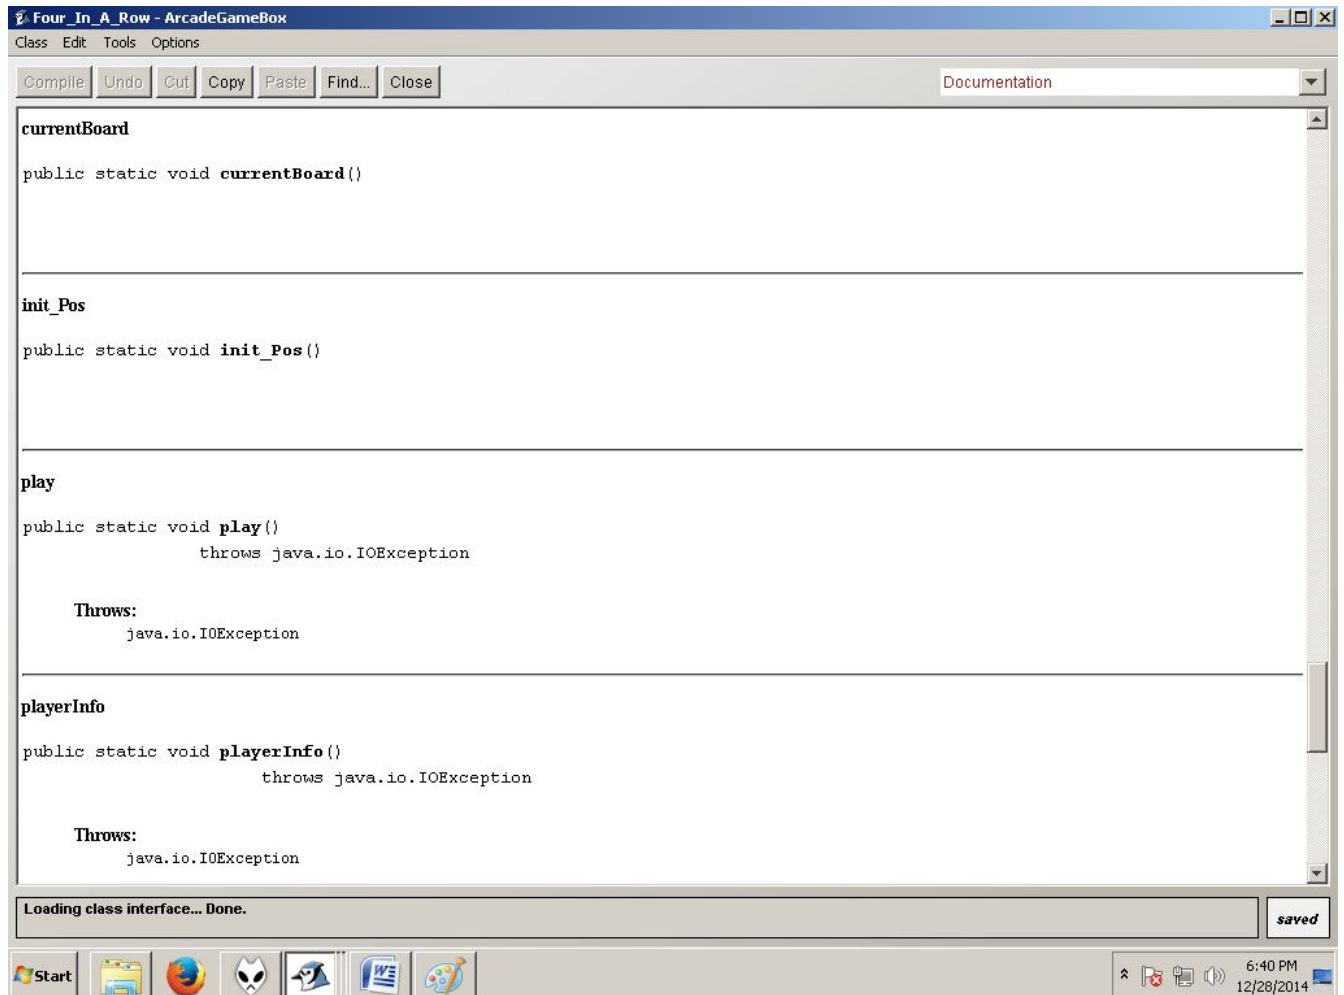 Four_In_A_Row - ArcadeGameBox
Class Edit Tools Options
Compile Undo Cut Copy Paste Find... Close Documentation
currentBoard
public static void currentBoard()
init_Pos
public static void init_Pos()
play
public static void play()
throws java.io.IOException
Throws:
java.io.IOException
playerInfo
public static void playerInfo()
throws java.io.IOException
Throws:
java.io.IOException
Loading class interface... Done.
saved
Start
6:40 PM
12/28/2014